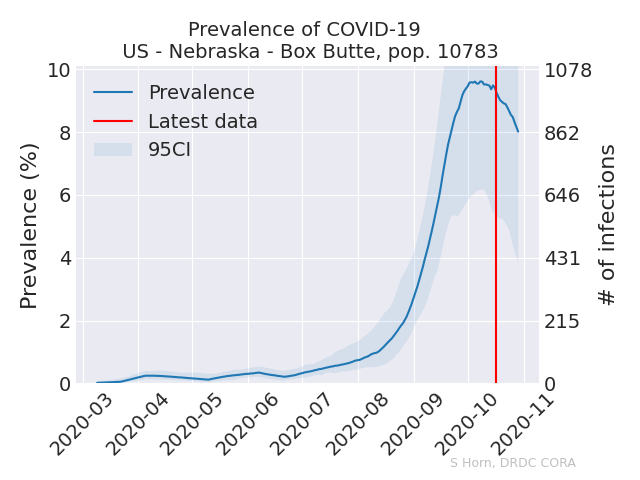 Prevalence of COVID-19
US - Nebraska - Box Butte, pop. 10783
Prevalence (%)
10
8
6
4
2
0
Prevalence
Latest data
95CI
1078
862
646
431
215
0
# of infections
2020-03
2020-04
2020-05
2020-06
2020-07
2020-08
2020-09
2020-10
2020-11
S Horn, DRDC CORA